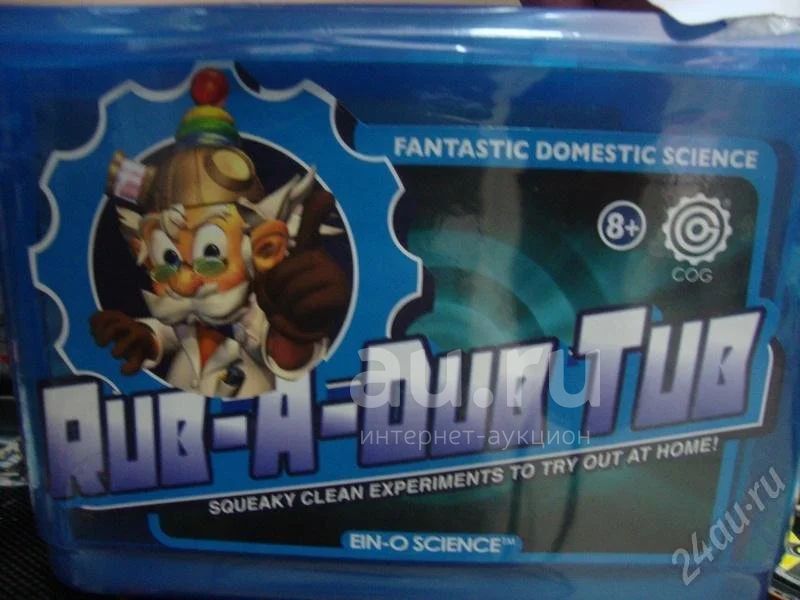 FANTASTIC DOMESTIC SCIENCE
8+
COG
RUB-A-DUB TUB
au.ru
интернет-аукцион
SQUEAKY CLEAN EXPERIMENTS TO TRY OUT AT HOME!
EIN-O SCIENCE™
24au.ru